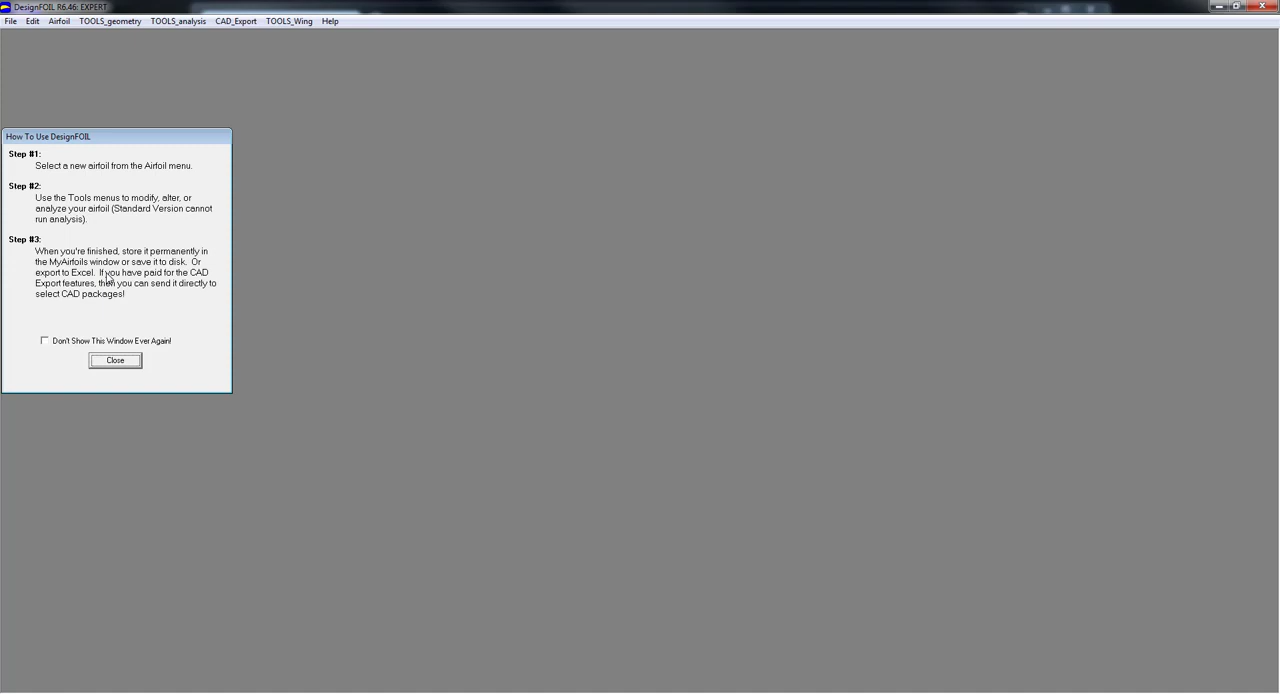 DesignFOIL R6.46: EXPERT
File Edit Airfoil TOOLS_geometry TOOLS_analysis CAD_Export TOOLS_Wing Help
How To Use DesignFOIL
Step #1:
Select a new airfoil from the Airfoil menu.
Step #2:
Use the Tools menus to modify, alter, or
analyze your airfoil (Standard Version cannot
run analysis).
Step #3:
When you're finished, store it permanently in
the MyAirfoils window or save it to disk. Or
export to Excel. If you have paid for the CAD
Export features, then you can send it directly to
select CAD packages!
Don't Show This Window Ever Again!
Close